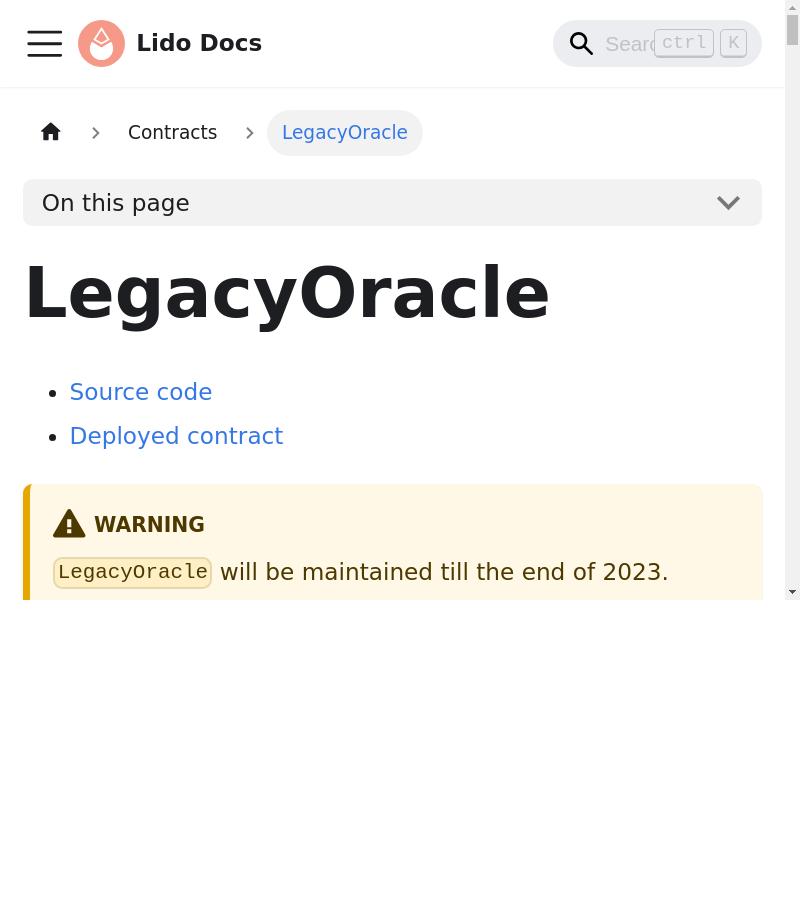 Lido Docs
ctrl K
Contracts
LegacyOracle
On this page
LegacyOracle
Source code
Deployed contract
WARNING
LegacyOracle will be maintained till the end of 2023.